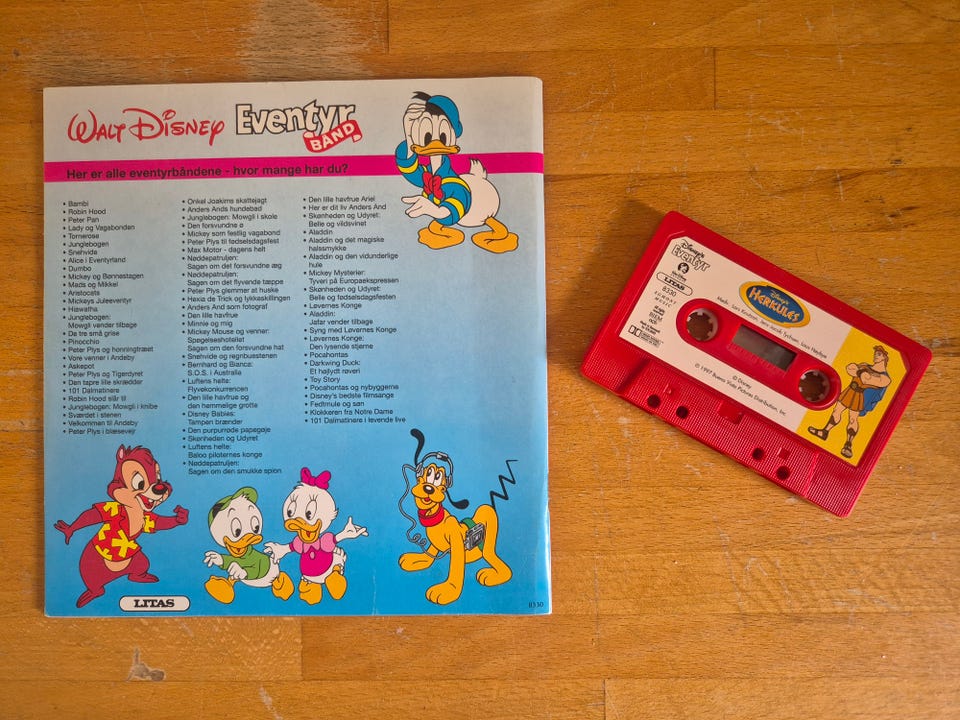 WALT DISNEY Eventyr BÅND
Her er alle eventyrbåndene - hvor mange har du?
• Bambi
• Robin Hood
• Peter Pan
• Lady og Vagabonden
• Tornerose
• Junglebogen
• Snehvide
• Alice i Eventyrland
• Dumbo
• Mickey og Bønnestagen
• Mads og Mikkel
• Aristocats
• Mickeys Juleeventyr
• Hiawatha
• Junglebogen:
Mowgli vender tilbage
• De tre små grise
• Pinocchio
• Peter Plys og honningtræet
• Vore venner i Andeby
• Askepot
• Peter Plys og Tigerdyret
• Den tapre lille skrædder
• 101 Dalmatinere
• Robin Hood slår til
• Junglebogen: Mowgli i knibe
• Sværdet i stenen
• Velkommen til Andeby
• Peter Plys i blæsevejr
• Onkel Joakims skattejagt
• Anders Ands hundebad
• Junglebogen: Mowgli i skole
• Den forsvundne ø
• Mickey som festlig vagabond
• Peter Plys til fødselsdagsfest
• Max Motor - dagens helt
• Nøddepatruljen:
Sagen om det forsvundne æg
• Nøddepatruljen:
Sagen om det flyvende tæppe
• Peter Plys glemmer at huske
• Hexia de Trick og lykkeskillingen
• Anders And som fotograf
• Den lille havfrue
• Minnie og mig
• Mickey Mouse og venner:
Spøgelseshotellet
• Sagen om den forsvundne hat
• Snehvide og regnbuestenen
• Bernhard og Bianca:
S.O.S. i Australia
• Luftens helte:
Flyvekonkurrencen
• Den lille havfrue og
den hemmelige grotte
• Disney Babies:
Tampen brænder
• Den purpurrøde papegøje
• Skønheden og Udyret
• Luftens helte:
Baloo piloternes konge
• Nøddepatruljen:
Sagen om den smukke spion
• Den lille havfrue Ariel
• Her er dit liv Anders And
• Skønheden og Udyret:
Belle og vildsvinet
• Aladdin
• Aladdin og det magiske
halssmykke
• Aladdin og den vidunderlige
hule
• Mickey Mysterier:
Tyveri på Europaekspressen
• Skønheden og Udyret:
Belle og fødselsdagsfesten
• Løvernes Konge
• Aladdin:
Jafar vender tilbage
• Syng med Løvernes Konge
• Løvernes Konge:
Den lysende stjerne
• Pocahontas
• Darkwing Duck:
Et højlydt røveri
• Toy Story
• Pocahontas og nybyggerne
• Disney's bedste filmsange
• Fedtmule og søn
• Klokkeren fra Notre Dame
• 101 Dalmatinere i levende live
LITAS
8330
Disney's
Eventyr
LITAS
8330
EGMONT
MUSIC
DISNEY'S
HERKULES
© Disney
© 1997 Buena Vista Pictures Distribution, Inc.